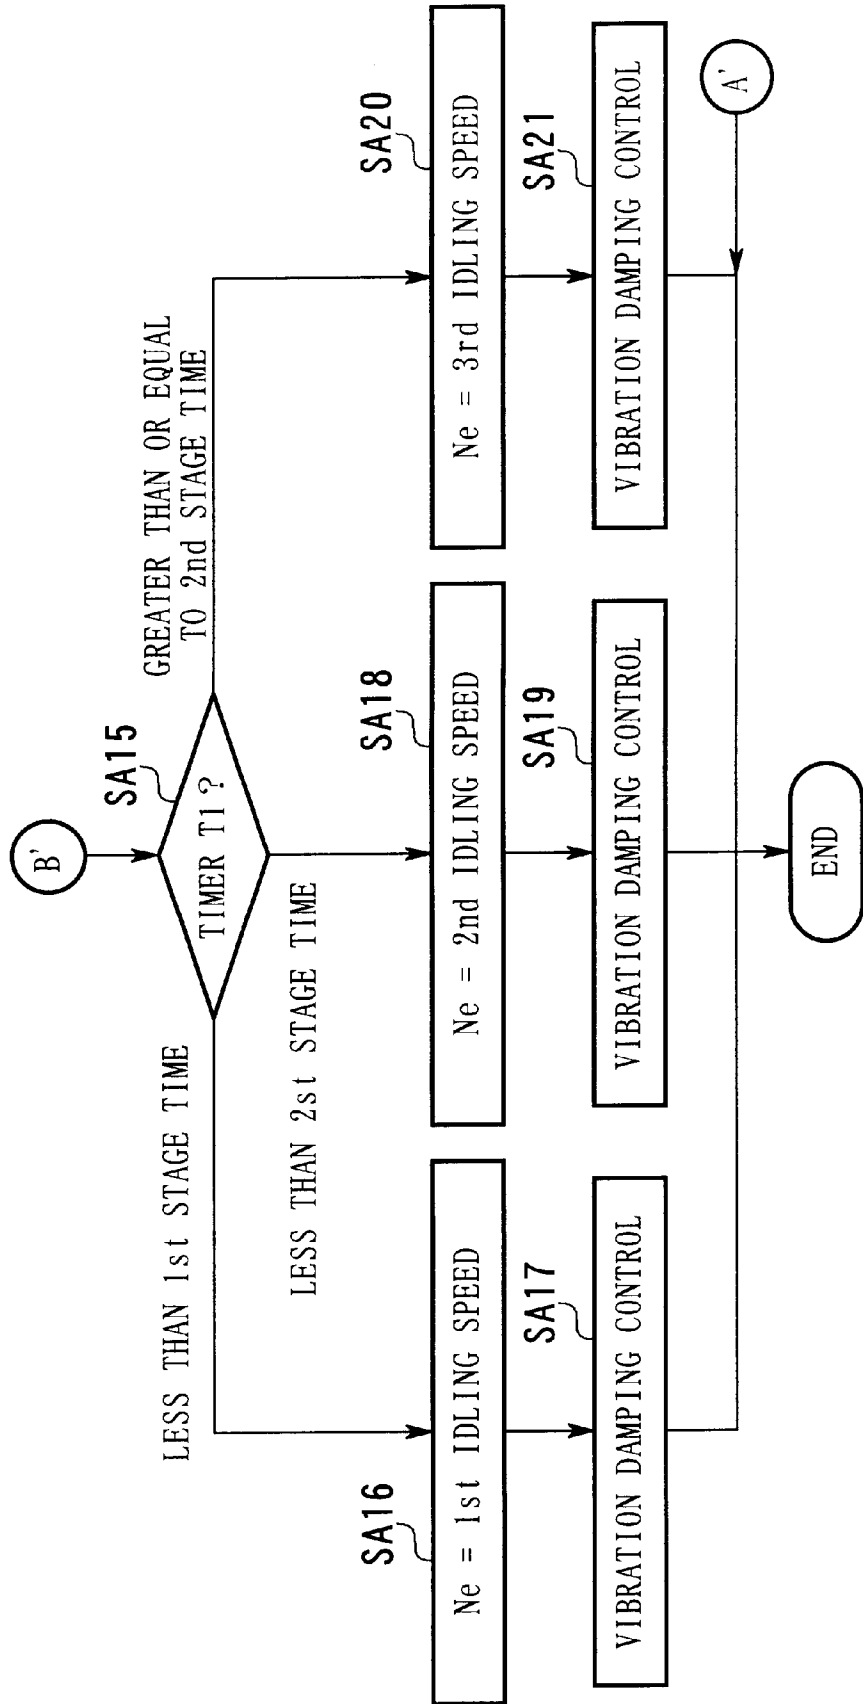 B'
SA15
TIMER T1?
LESS THAN 1st STAGE TIME
LESS THAN 2st STAGE TIME
GREATER THAN OR EQUAL
TO 2nd STAGE TIME
SA16
Ne = 1st IDLING SPEED
SA17
VIBRATION DAMPING CONTROL
SA18
Ne = 2nd IDLING SPEED
SA19
VIBRATION DAMPING CONTROL
SA20
Ne = 3rd IDLING SPEED
SA21
VIBRATION DAMPING CONTROL
A'
END